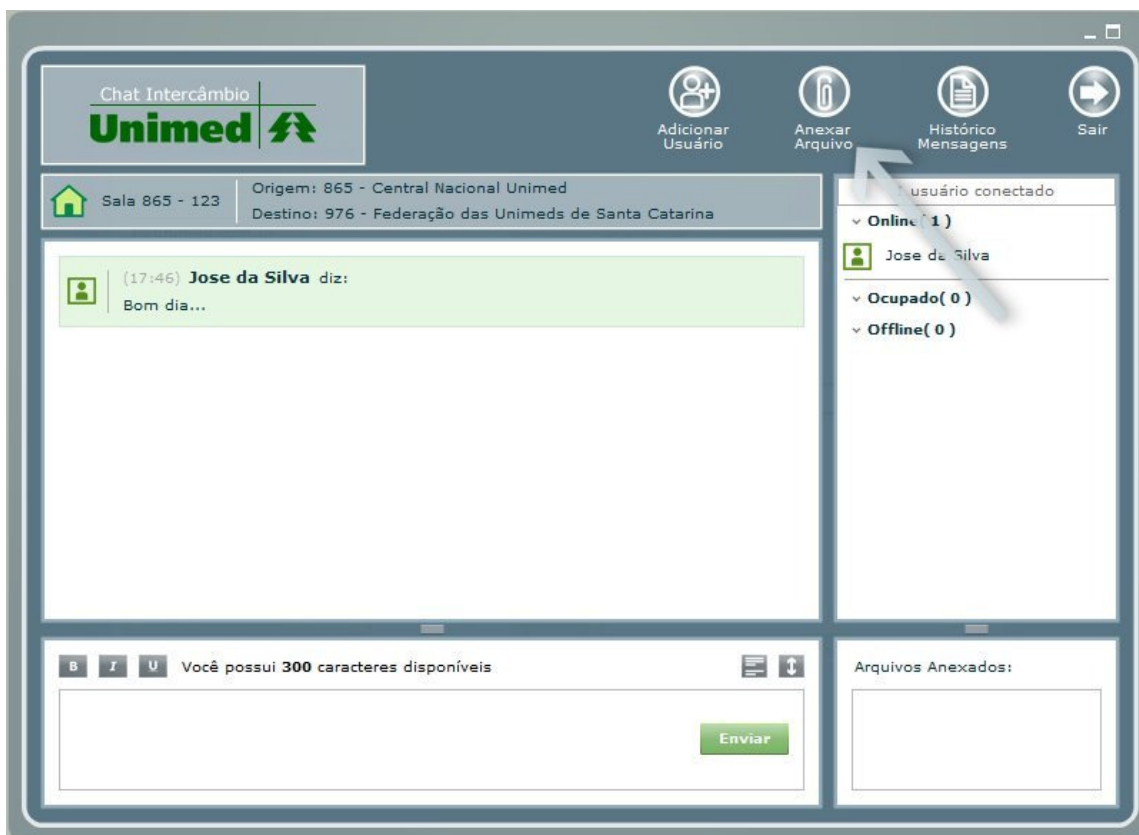 Chat Intercâmbio
Unimed
Adicionar
Usuário
Anexar
Arquivo
Histórico
Mensagens
Sair
Sala 865 - 123
Origem: 865 - Central Nacional Unimed
Destino: 976 - Federação das Unimeds de Santa Catarina
usuário conectado
Online( 1 )
Jose da Silva
Ocupado( 0 )
Offline( 0 )
(17:46) Jose da Silva diz:
Bom dia...
B I U Você possui 300 caracteres disponíveis
Enviar
Arquivos Anexados: